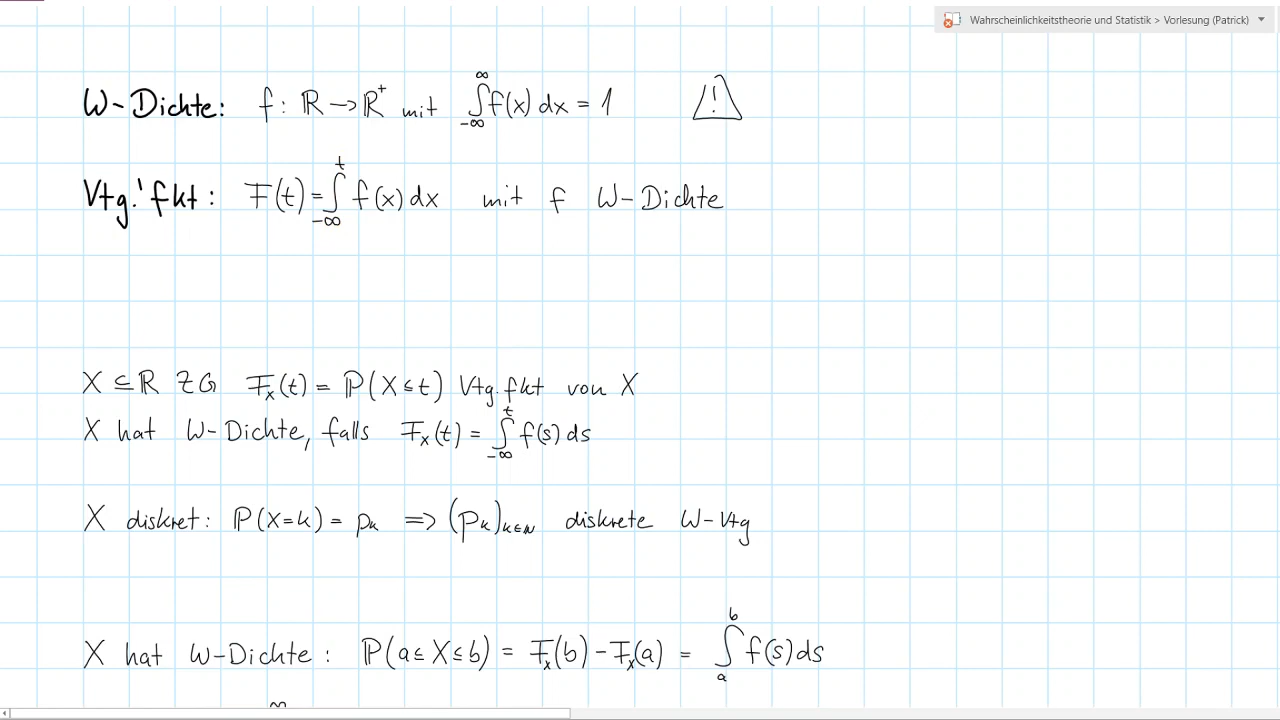 Wahrscheinlichkeitstheorie und Statistik > Vorlesung (Patrick)
W-Dichte: f: ℝ → ℝ⁺ mit ∫_{-∞}^{∞} f(x) dx = 1 !
Vtg.'fkt: F(t) = ∫_{-∞}^{t} f(x) dx mit f W-Dichte
X ⊆ ℝ ZG F_x(t) = ℙ(X ≤ t) Vtg.fkt von X
X hat W-Dichte, falls F_x(t) = ∫_{-∞}^{t} f(s) ds
X diskret: ℙ(X=k) = p_k => (p_k)_{k∈ℕ} diskrete W-Vtg
X hat W-Dichte: ℙ(a ≤ X ≤ b) = F_x(b) - F_x(a) = ∫_{a}^{b} f(s) ds
∞